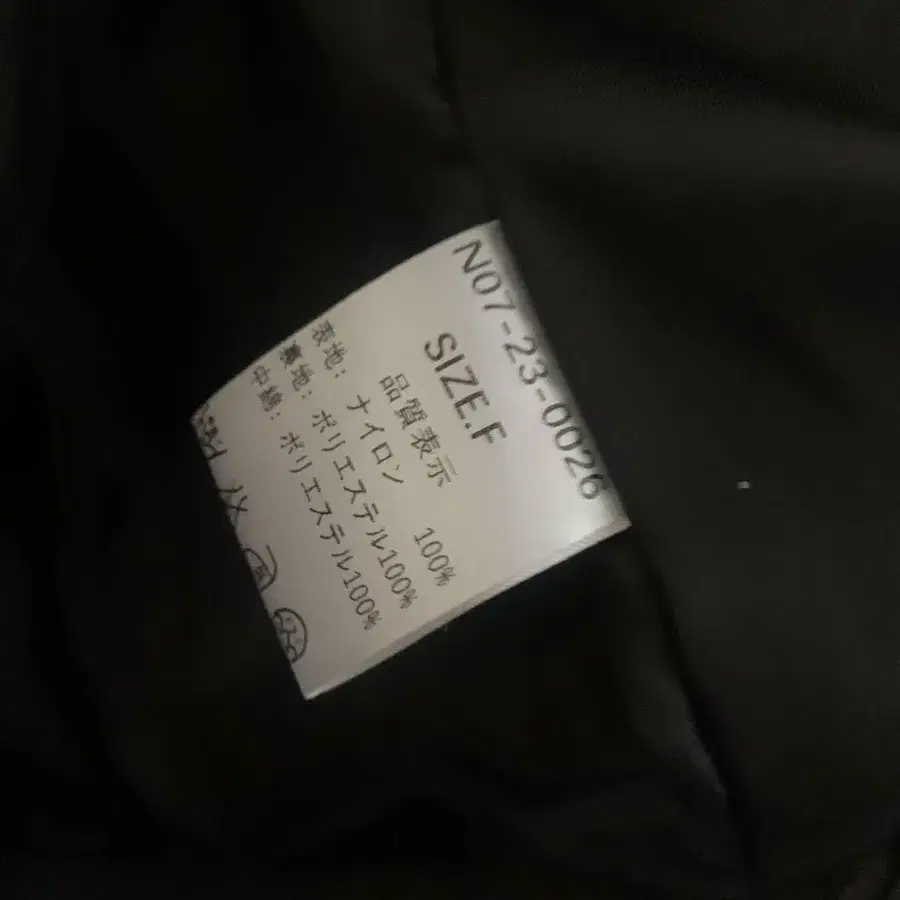 N07-23-0026
SIZE.F
品質表示
表地: ナイロン 100%
裏地: ポリエステル100%
中綿: ポリエステル100%